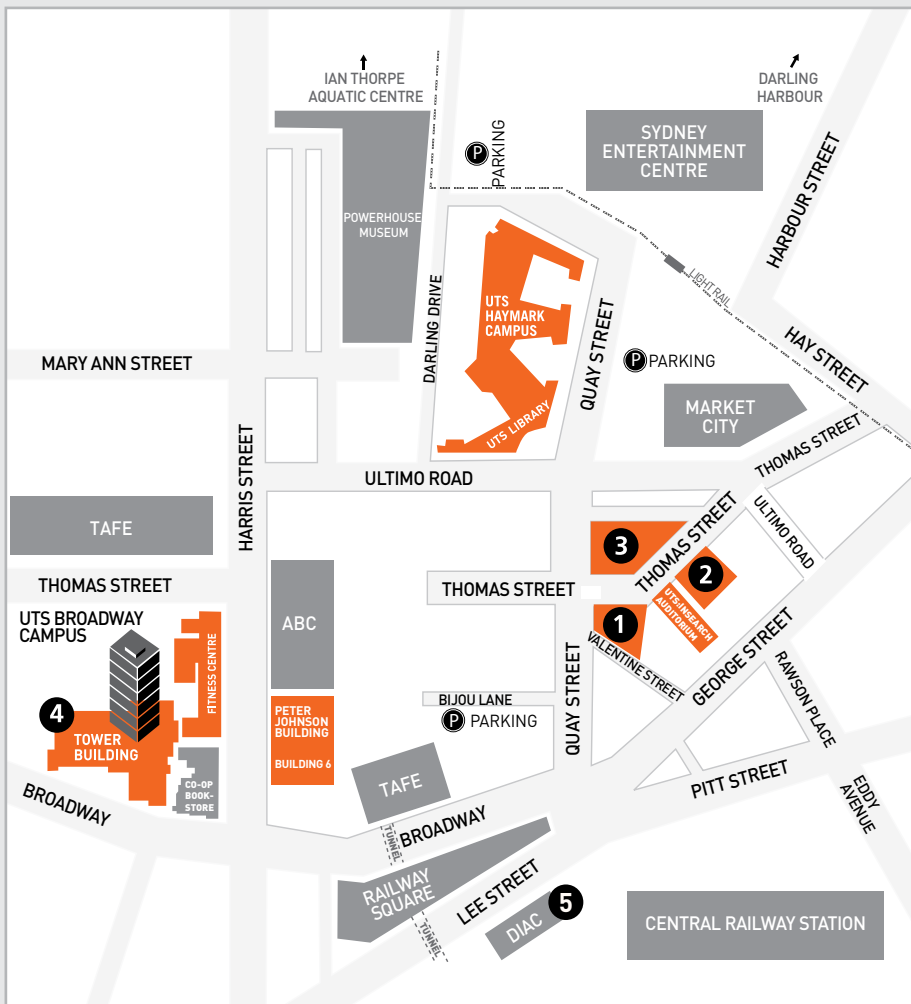 IAN THORPE
AQUATIC CENTRE
DARLING
HARBOUR
P
PARKING
SYDNEY
ENTERTAINMENT
CENTRE
HARBOUR STREET
POWERHOUSE
MUSEUM
DARLING DRIVE
UTS
HAYMARK
CAMPUS
UTS LIBRARY
QUAY STREET
LIGHT RAIL
HAY STREET
MARY ANN STREET
P PARKING
MARKET
CITY
THOMAS STREET
HARRIS STREET
ULTIMO ROAD
TAFE
3
THOMAS STREET
ULTIMO ROAD
2
THOMAS STREET
THOMAS STREET
UTS:INSEARCH
AUDITORIUM
1
UTS BROADWAY
CAMPUS
ABC
VALENTINE STREET
GEORGE STREET
RAWSON PLACE
FITNESS CENTRE
4
TOWER
BUILDING
PETER
JOHNSON
BUILDING
BUILDING 6
BIJOU LANE
P PARKING
QUAY STREET
CO-OP
BOOK-
STORE
TAFE
PITT STREET
EDDY
AVENUE
BROADWAY
BROADWAY
TUNNEL
RAILWAY
SQUARE
LEE STREET
TUNNEL
DIAC
5
CENTRAL RAILWAY STATION